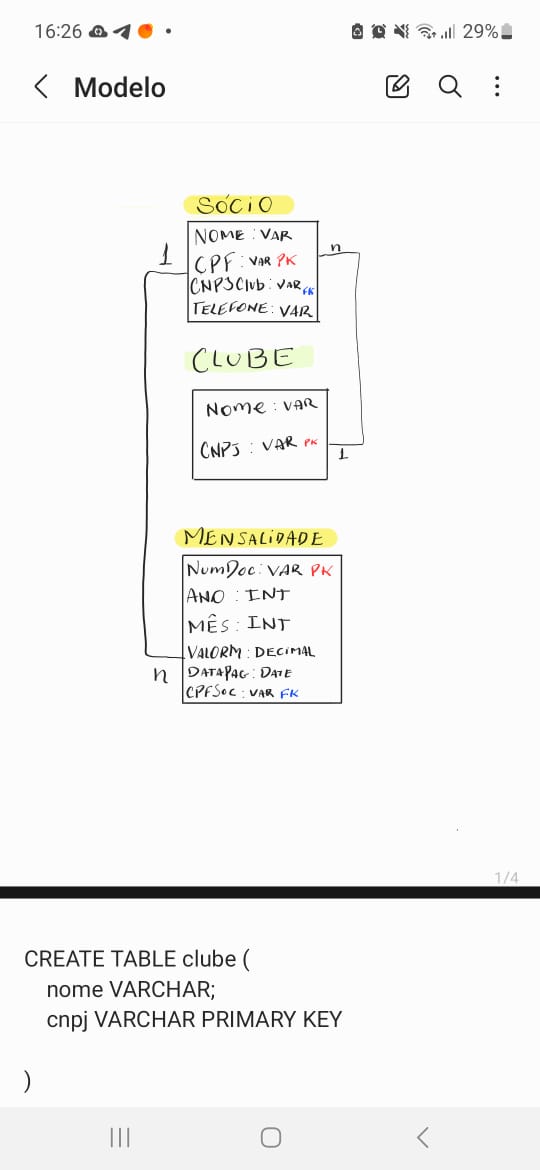 16:26
29%
Modelo
SÓCIO
1
n
NOME : VAR
CPF : VAR PK
CNPJClub : VAR FK
TELEFONE : VAR
CLUBE
Nome : VAR
CNPJ : VAR PK
1
MENSALIDADE
NumDoc : VAR PK
ANO : INT
MÊS : INT
VALORM : DECIMAL
n
DATAPAG : DATE
CPFSoc : VAR FK
1/4
CREATE TABLE clube (
nome VARCHAR;
cnpj VARCHAR PRIMARY KEY
)